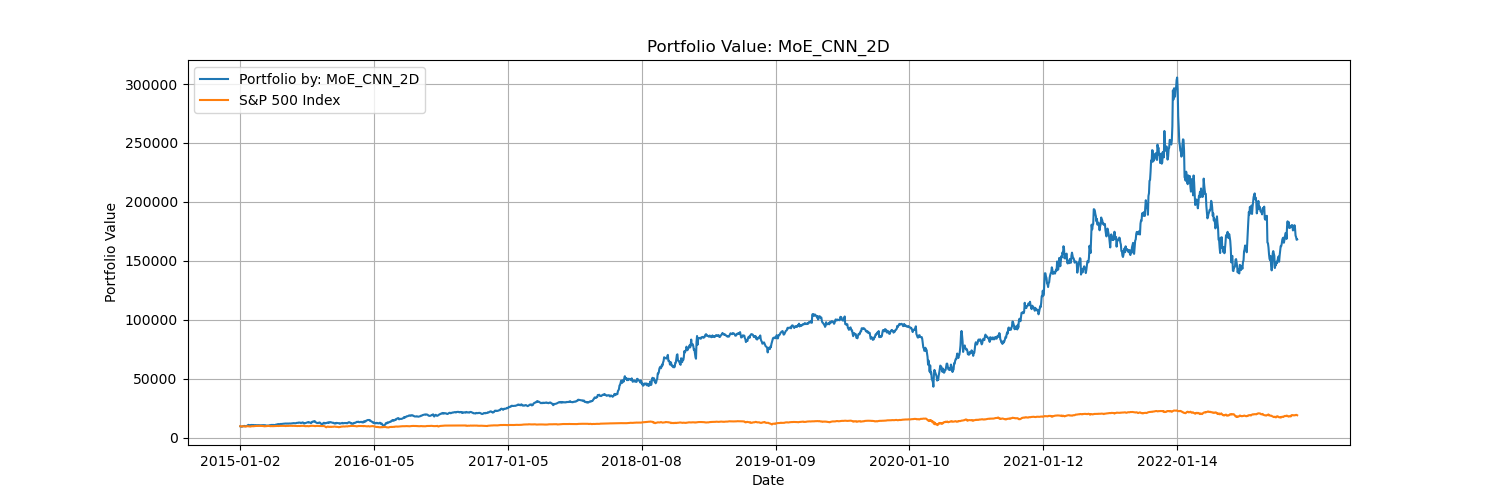 Portfolio Value: MoE_CNN_2D
Portfolio by: MoE_CNN_2D
S&P 500 Index
Portfolio Value
300000
250000
200000
150000
100000
50000
0
2015-01-02 2016-01-05 2017-01-05 2018-01-08 2019-01-09 2020-01-10 2021-01-12 2022-01-14
Date